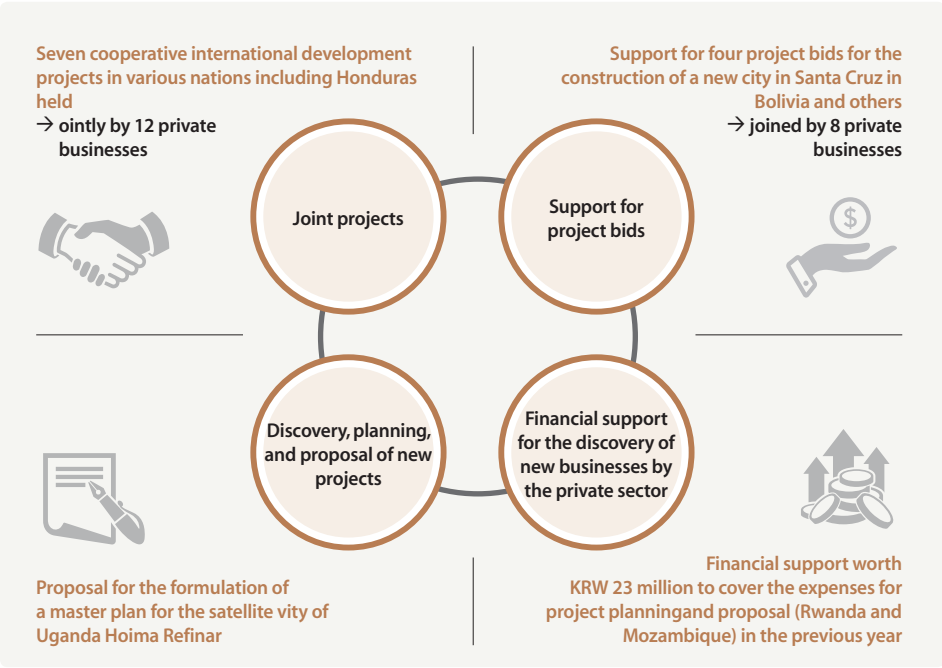 Seven cooperative international development
projects in various nations including Honduras
held
→ ointly by 12 private
businesses
Support for four project bids for the
construction of a new city in Santa Cruz in
Bolivia and others
→ joined by 8 private
businesses
Joint projects
Support for
project bids
$
Discovery, planning,
and proposal of new
projects
Financial support
for the discovery of
new businesses by
the private sector
Proposal for the formulation of
a master plan for the satellite vity of
Uganda Hoima Refinar
Financial support worth
KRW 23 million to cover the expenses for
project planningand proposal (Rwanda and
Mozambique) in the previous year